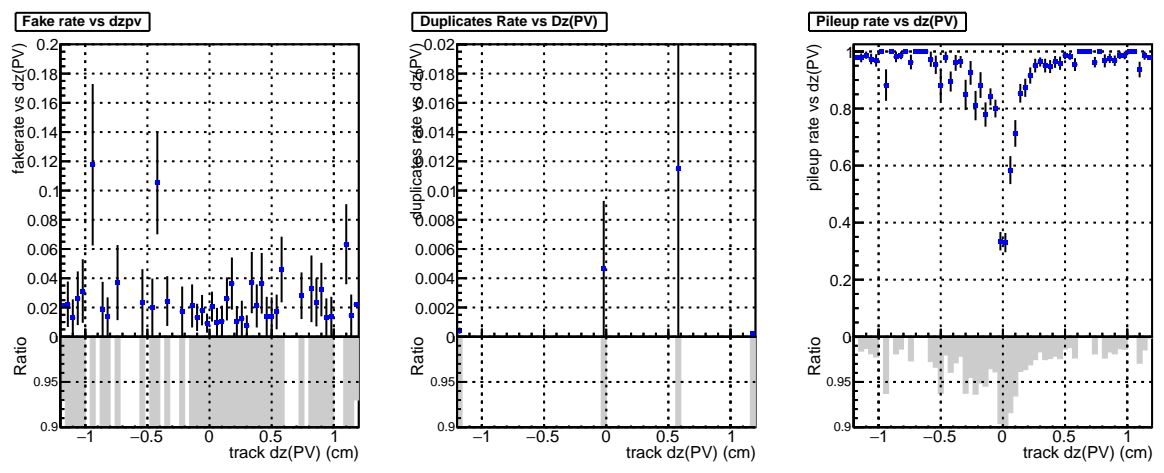 Fake rate vs dzpv
fakerate vs dz(PV)
0.2
0.18
0.16
0.14
0.12
0.1
0.08
0.06
0.04
0.02
0
Ratio
0.95
0.9
−1 −0.5 0 0.5 1
track dz(PV) (cm)
Duplicates Rate vs Dz(PV)
duplicates rate vs dz(PV)
0.02
0.018
0.016
0.014
0.012
0.01
0.008
0.006
0.004
0.002
0
Ratio
0.95
0.9
−1 −0.5 0 0.5 1
track dz(PV) (cm)
Pileup rate vs dz(PV)
pileup rate vs dz(PV)
1
0.8
0.6
0.4
0.2
0
Ratio
0.95
0.9
−1 −0.5 0 0.5 1
track dz(PV) (cm)